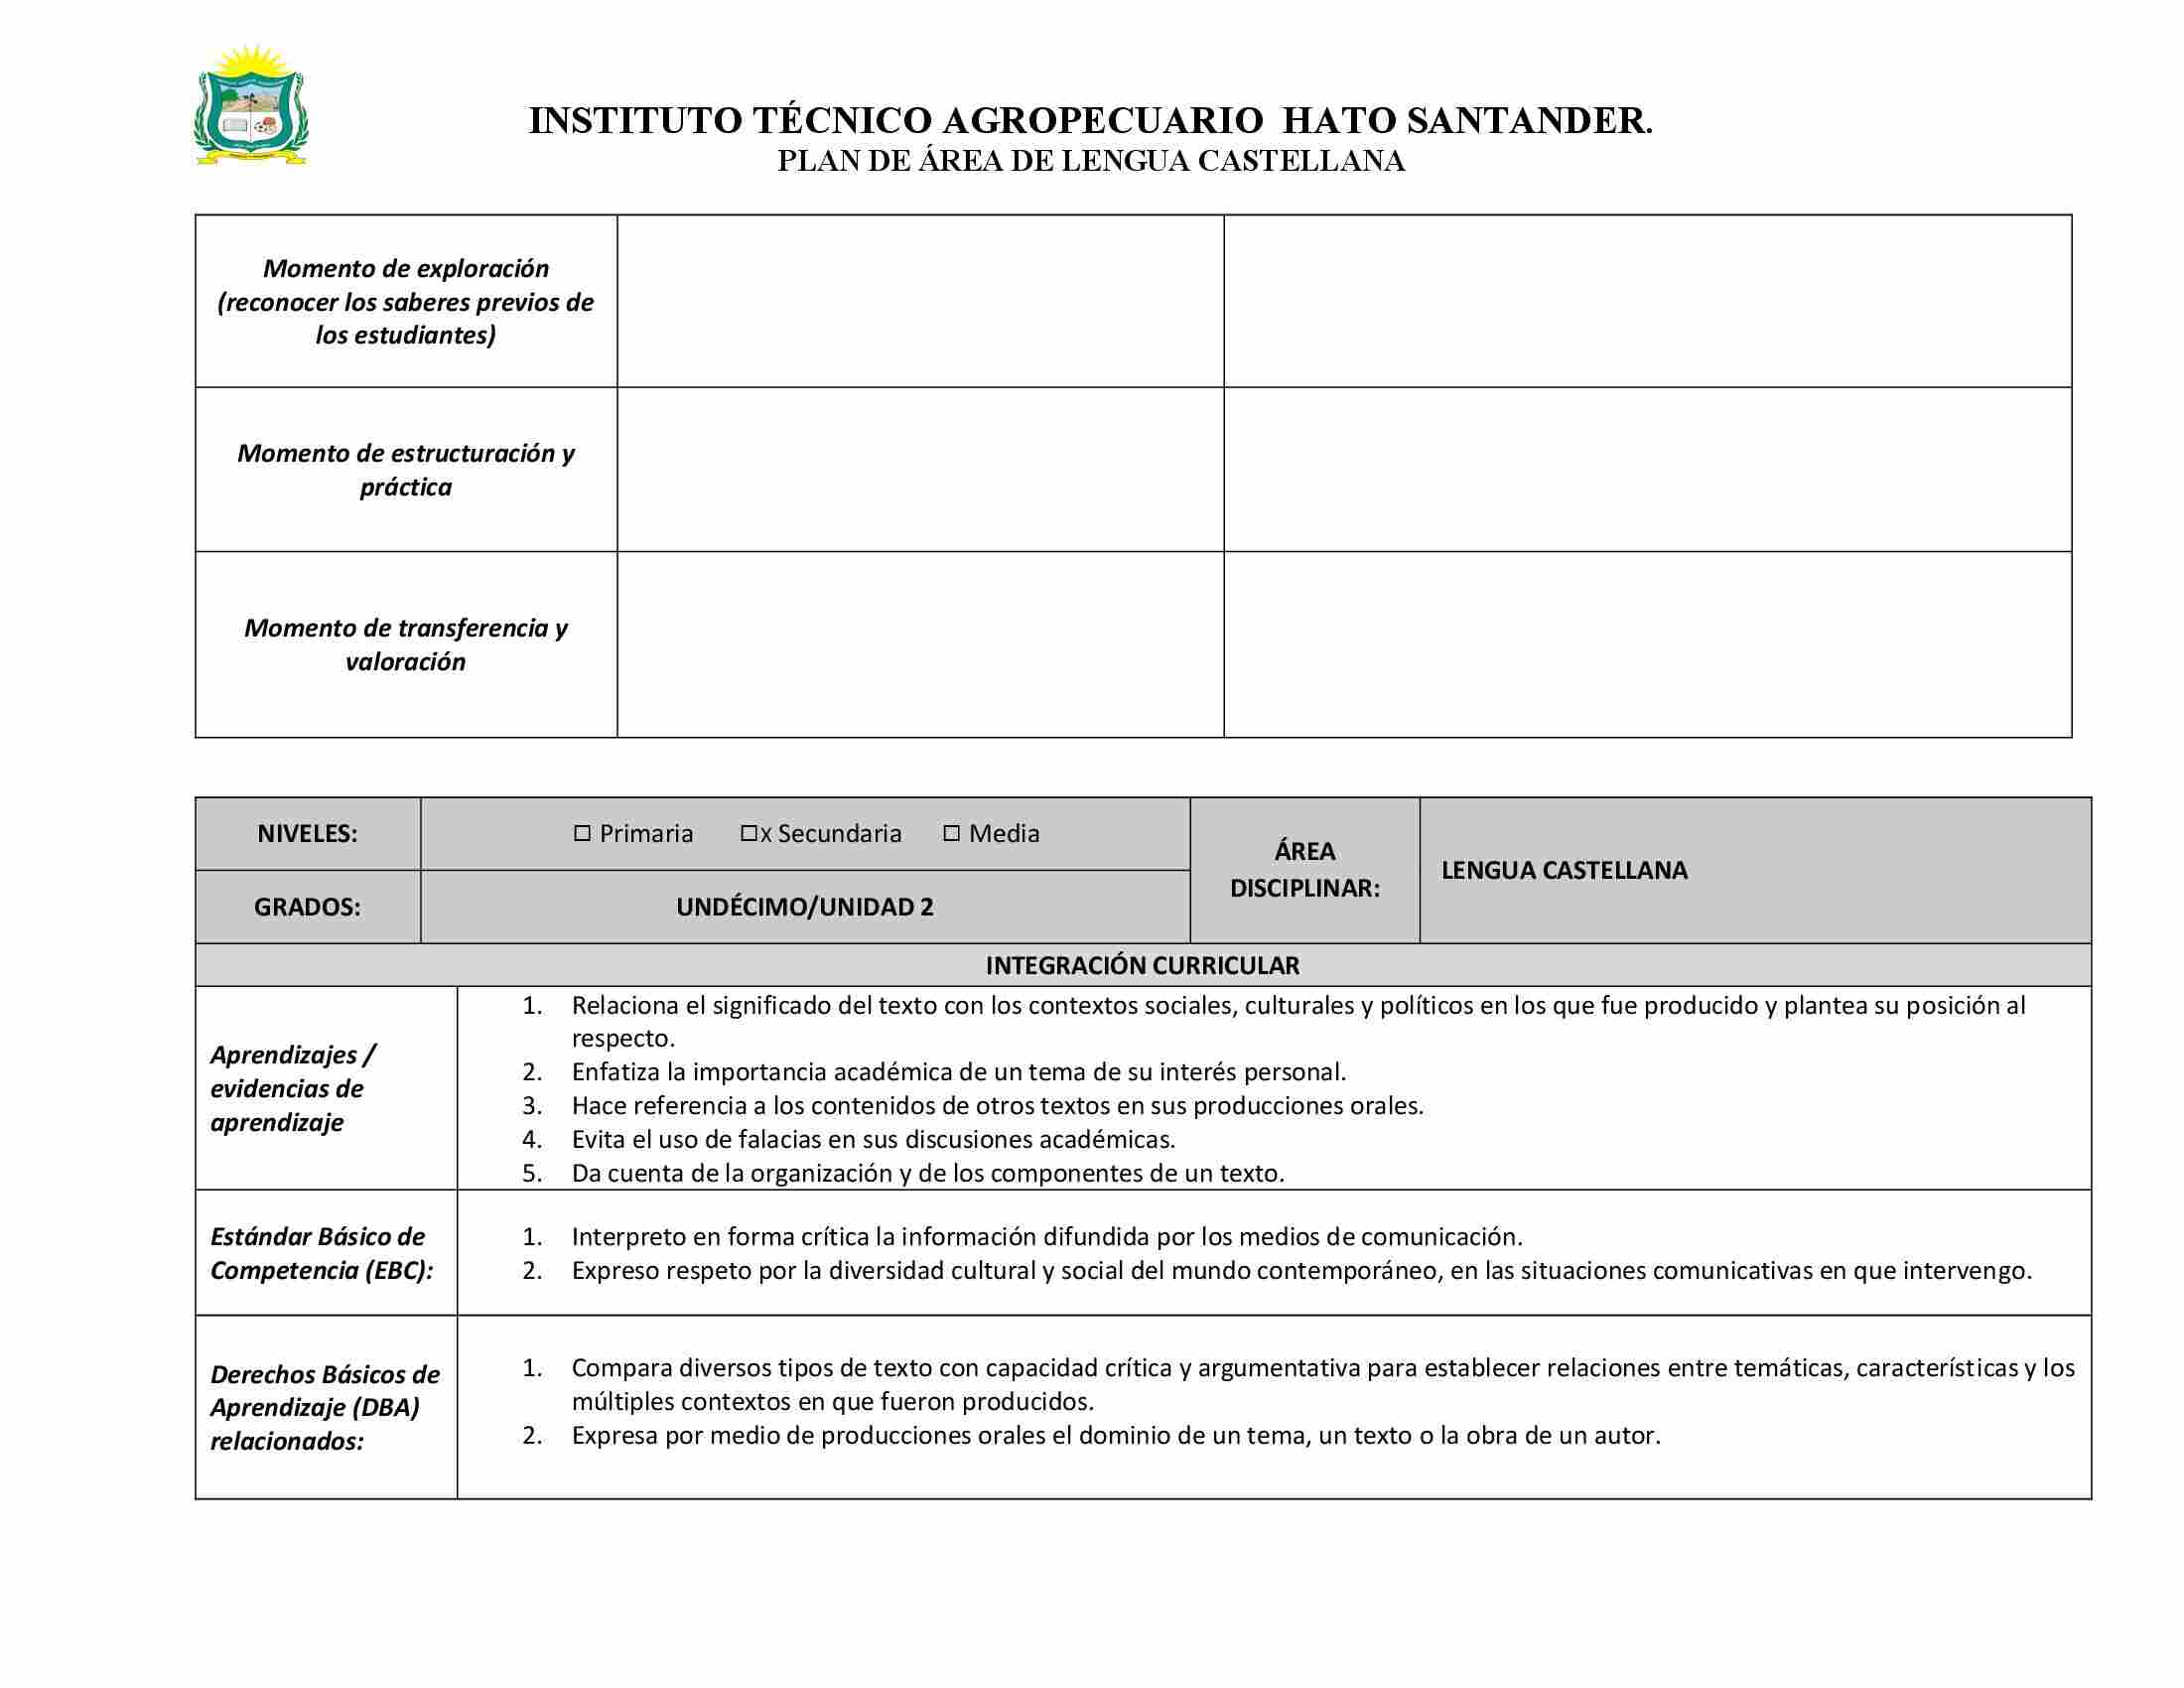 INSTITUTO TÉCNICO AGROPECUARIO HATO SANTANDER.
PLAN DE ÁREA DE LENGUA CASTELLANA
Momento de exploración
(reconocer los saberes previos de
los estudiantes)
Momento de estructuración y
práctica
Momento de transferencia y
valoración
NIVELES:
☐ Primaria ☐x Secundaria ☐ Media
ÁREA
DISCIPLINAR:
LENGUA CASTELLANA
GRADOS:
UNDÉCIMO/UNIDAD 2
INTEGRACIÓN CURRICULAR
Aprendizajes /
evidencias de
aprendizaje
1. Relaciona el significado del texto con los contextos sociales, culturales y políticos en los que fue producido y plantea su posición al
respecto.
2. Enfatiza la importancia académica de un tema de su interés personal.
3. Hace referencia a los contenidos de otros textos en sus producciones orales.
4. Evita el uso de falacias en sus discusiones académicas.
5. Da cuenta de la organización y de los componentes de un texto.
Estándar Básico de
Competencia (EBC):
1. Interpreto en forma crítica la información difundida por los medios de comunicación.
2. Expreso respeto por la diversidad cultural y social del mundo contemporáneo, en las situaciones comunicativas en que intervengo.
Derechos Básicos de
Aprendizaje (DBA)
relacionados:
1. Compara diversos tipos de texto con capacidad crítica y argumentativa para establecer relaciones entre temáticas, características y los
múltiples contextos en que fueron producidos.
2. Expresa por medio de producciones orales el dominio de un tema, un texto o la obra de un autor.